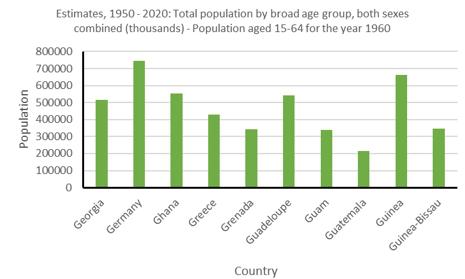 Estimates, 1950 - 2020: Total population by broad age group, both sexes
combined (thousands) - Population aged 15-64 for the year 1960
800000
700000
600000
500000
400000
300000
200000
100000
0
Population
Georgia
Germany
Ghana
Greece
Grenada
Guadeloupe
Guam
Guatemala
Guinea
Guinea-Bissau
Country